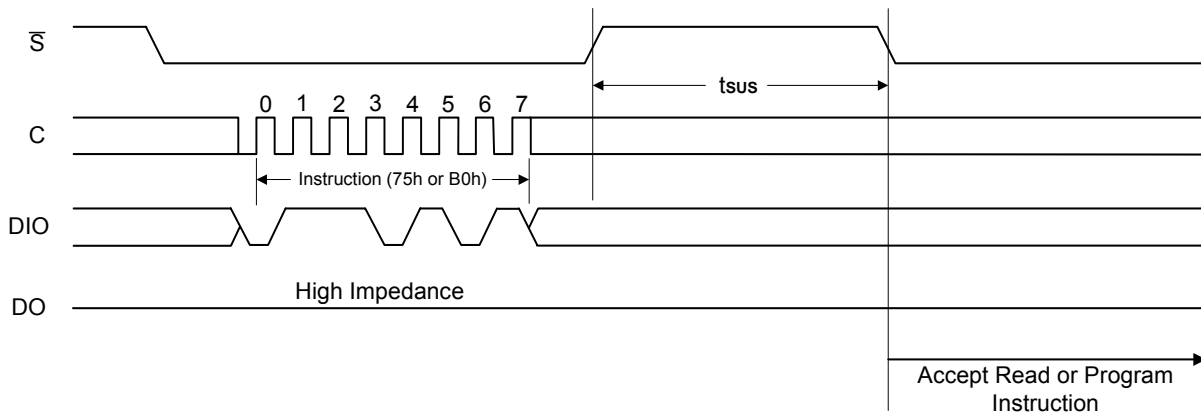 S
tsus
0 1 2 3 4 5 6 7
C
Instruction (75h or B0h)
DIO
High Impedance
DO
Accept Read or Program
Instruction